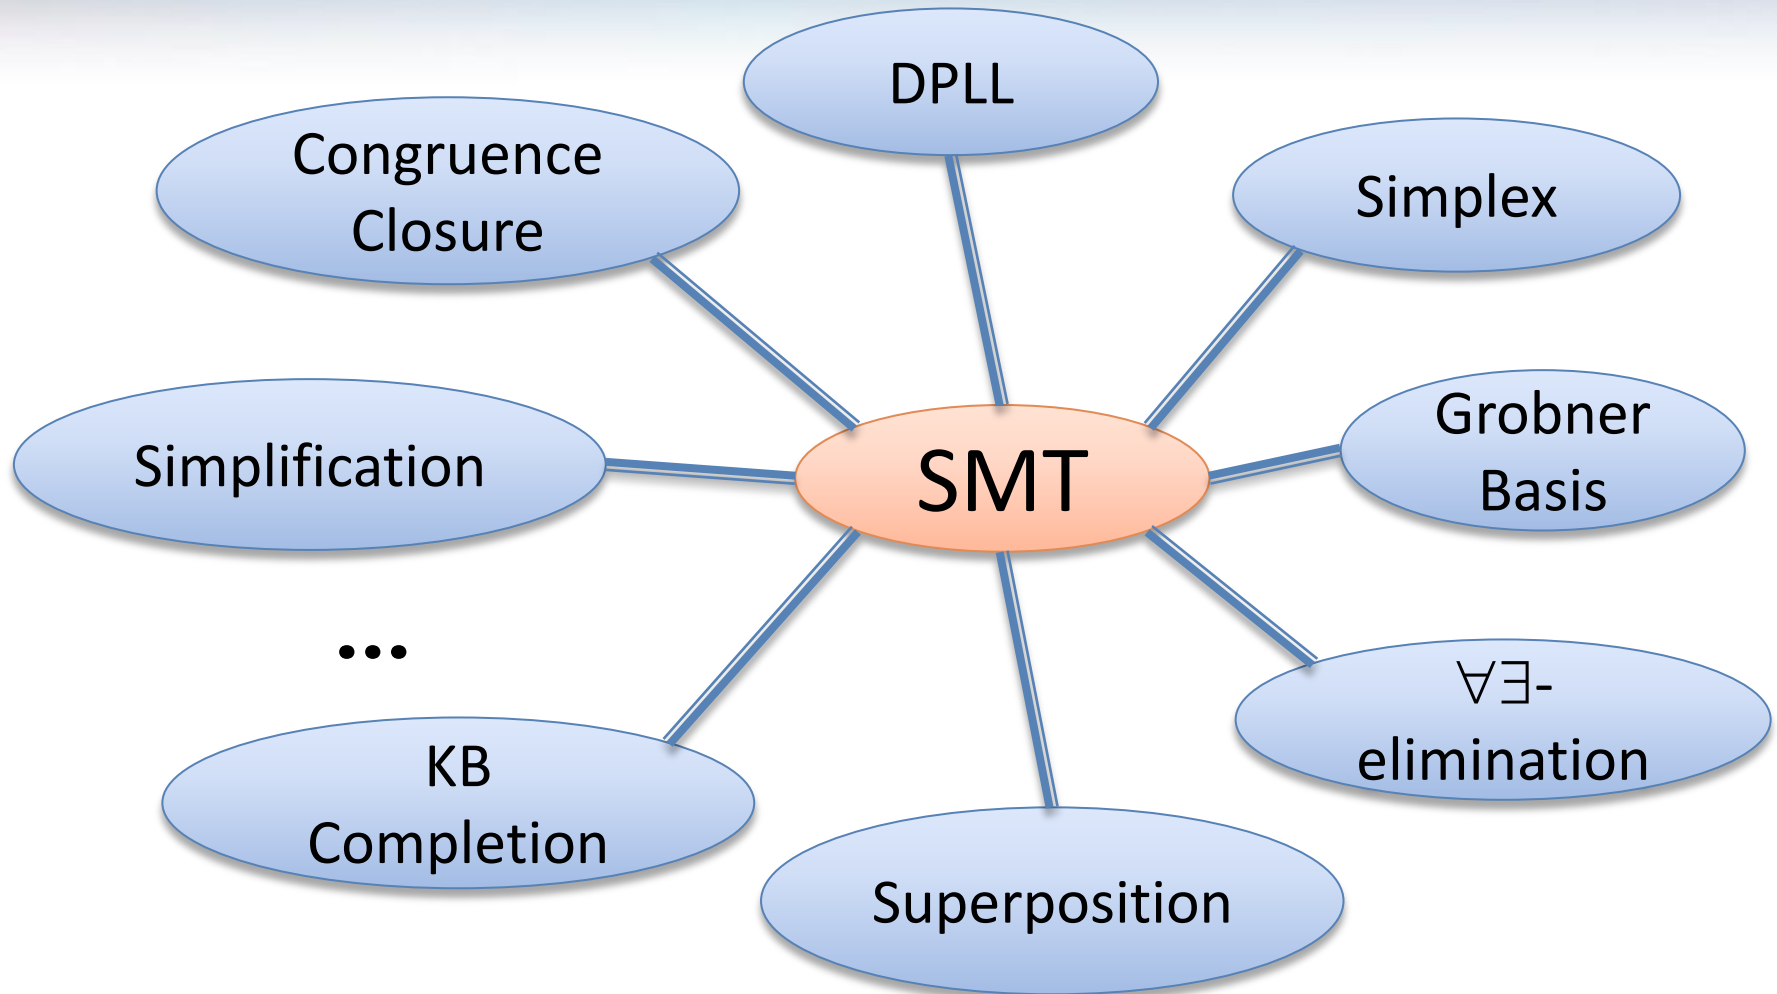 DPLL
Congruence
Closure
Simplex
Simplification
SMT
Grobner
Basis
...
∀∃-
elimination
KB
Completion
Superposition